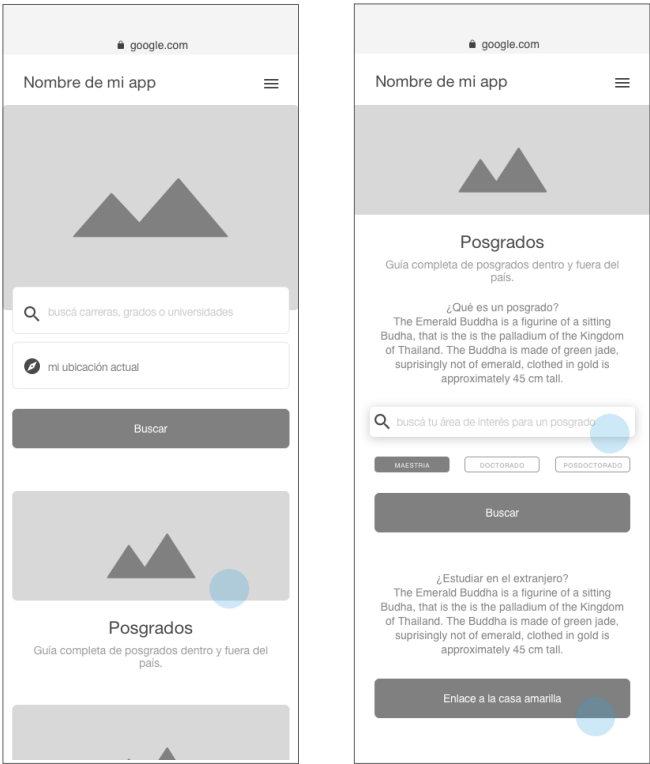 google.com
Nombre de mi app
buscá carreras, grados o universidades
mi ubicación actual
Buscar
Posgrados
Guía completa de posgrados dentro y fuera del
país.
google.com
Nombre de mi app
Posgrados
Guía completa de posgrados dentro y fuera del
país.
¿Qué es un posgrado?
The Emerald Buddha is a figurine of a sitting
Budha, that is the is the palladium of the Kingdom
of Thailand. The Buddha is made of green jade,
suprisingly not of emerald, clothed in gold is
approximately 45 cm tall.
buscá tu área de interés para un posgrado
MAESTRIA DOCTORADO POSDOCTORADO
Buscar
¿Estudiar en el extranjero?
The Emerald Buddha is a figurine of a sitting
Budha, that is the is the palladium of the Kingdom
of Thailand. The Buddha is made of green jade,
suprisingly not of emerald, clothed in gold is
approximately 45 cm tall.
Enlace a la casa amarilla